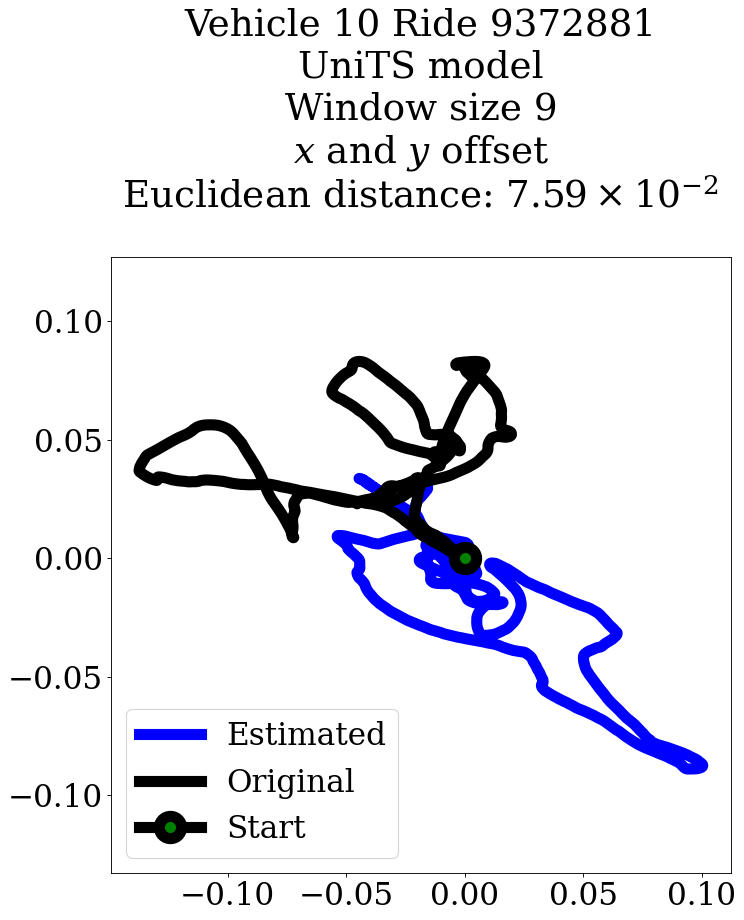 Vehicle 10 Ride 9372881
UniTS model
Window size 9
x and y offset
Euclidean distance: 7.59 × 10⁻²
0.10
0.05
0.00
−0.05
−0.10
Estimated
Original
Start
−0.10 −0.05 0.00 0.05 0.10